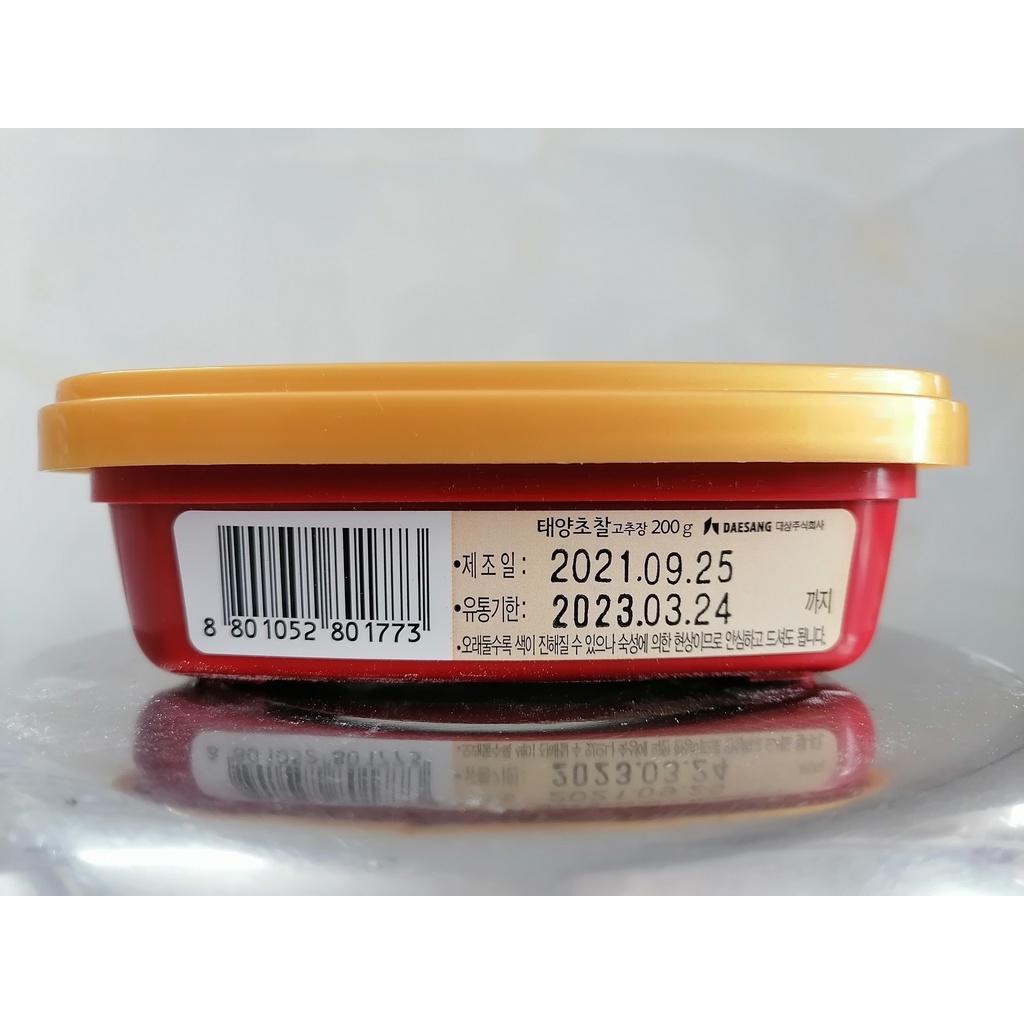 태양초찰고추장 200 g DAESANG 대상주식회사
•제조일: 2021.09.25
•유통기한: 2023.03.24 까지
•오래둘수록 색이 진해질 수 있으나 숙성에 의한 현상이므로 안심하고 드셔도 됩니다.
8 801052 801773